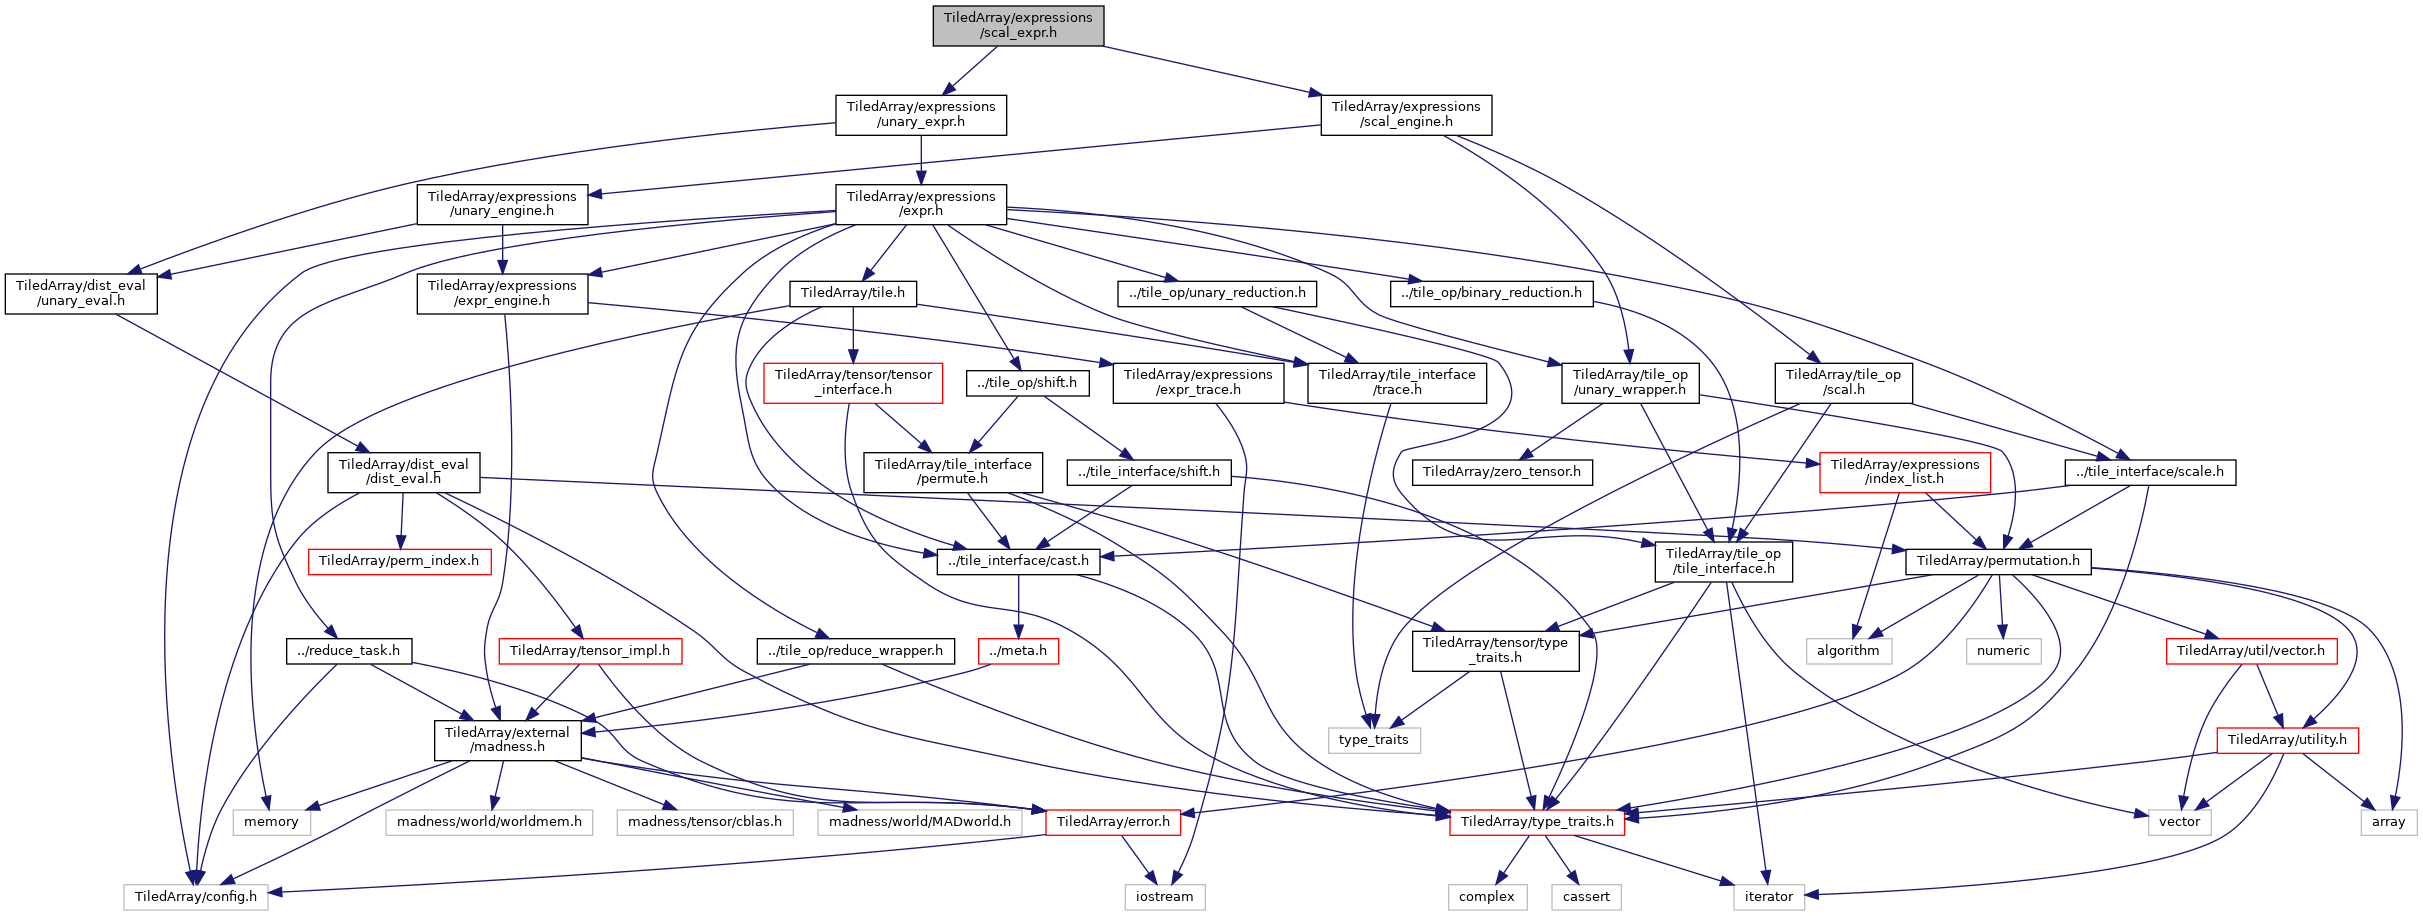 TiledArray/expressions
/scal_expr.h
TiledArray/expressions
/unary_expr.h
TiledArray/expressions
/scal_engine.h
TiledArray/expressions
/unary_engine.h
TiledArray/expressions
/expr.h
TiledArray/dist_eval
/unary_eval.h
TiledArray/expressions
/expr_engine.h
TiledArray/tile.h
../tile_op/unary_reduction.h
../tile_op/binary_reduction.h
TiledArray/tensor/tensor
_interface.h
../tile_op/shift.h
TiledArray/expressions
/expr_trace.h
TiledArray/tile_interface
/trace.h
TiledArray/tile_op
/unary_wrapper.h
TiledArray/tile_op
/scal.h
TiledArray/dist_eval
/dist_eval.h
TiledArray/tile_interface
/permute.h
../tile_interface/shift.h
TiledArray/zero_tensor.h
TiledArray/expressions
/index_list.h
../tile_interface/scale.h
TiledArray/perm_index.h
../tile_interface/cast.h
TiledArray/tile_op
/tile_interface.h
TiledArray/permutation.h
../reduce_task.h
TiledArray/tensor_impl.h
../tile_op/reduce_wrapper.h
../meta.h
TiledArray/tensor/type
_traits.h
algorithm
numeric
TiledArray/util/vector.h
TiledArray/external
/madness.h
type_traits
TiledArray/utility.h
memory
madness/world/worldmem.h
madness/tensor/cblas.h
madness/world/MADworld.h
TiledArray/error.h
TiledArray/type_traits.h
vector
array
TiledArray/config.h
iostream
complex
cassert
iterator